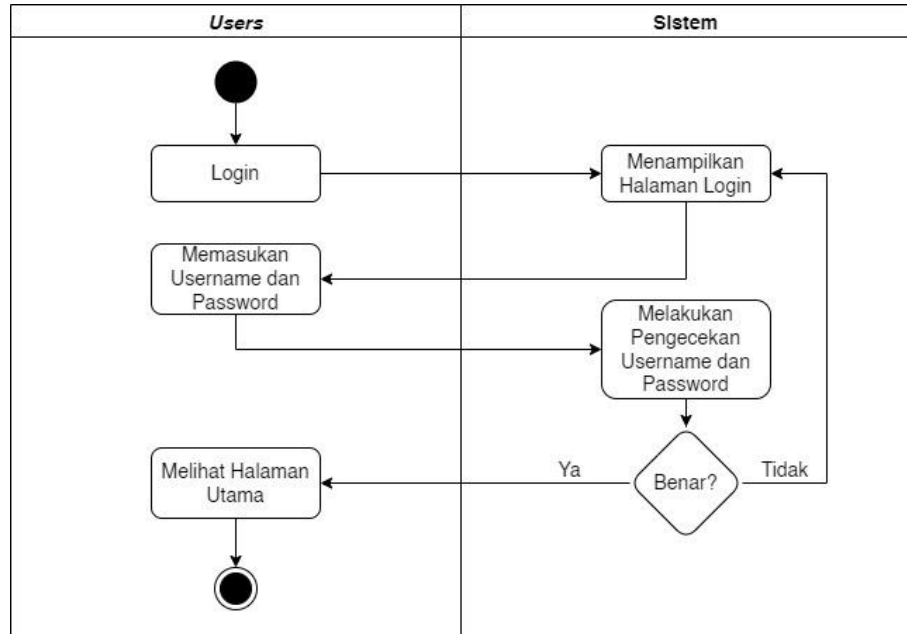 Users
Sistem
Login
Menampilkan
Halaman Login
Memasukan
Username dan
Password
Melakukan
Pengecekan
Username dan
Password
Melihat Halaman
Utama
Ya
Benar?
Tidak